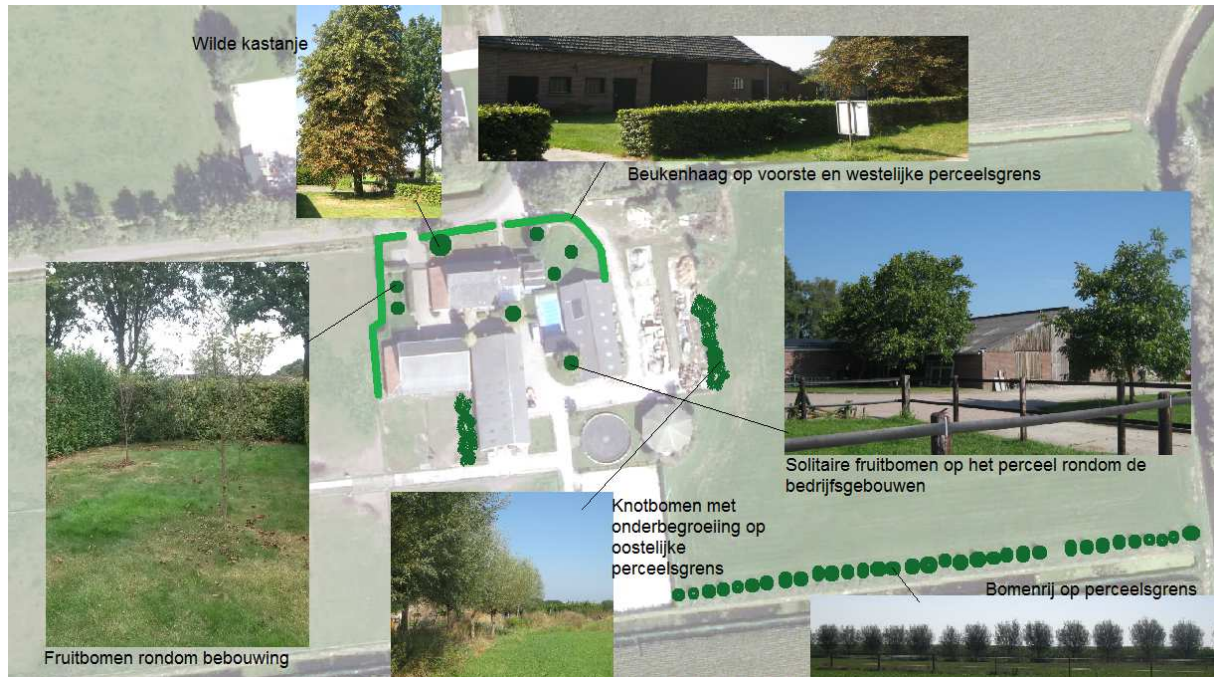 Wilde kastanje
Beukenhaag op voorste en westelijke perceelsgrens
Solitaire fruitbomen op het perceel rondom de
bedrijfsgebouwen
Knotbomen met
onderbegroeiing op
oostelijke
perceelsgrens
Bomenrij op perceelsgrens
Fruitbomen rondom bebouwing